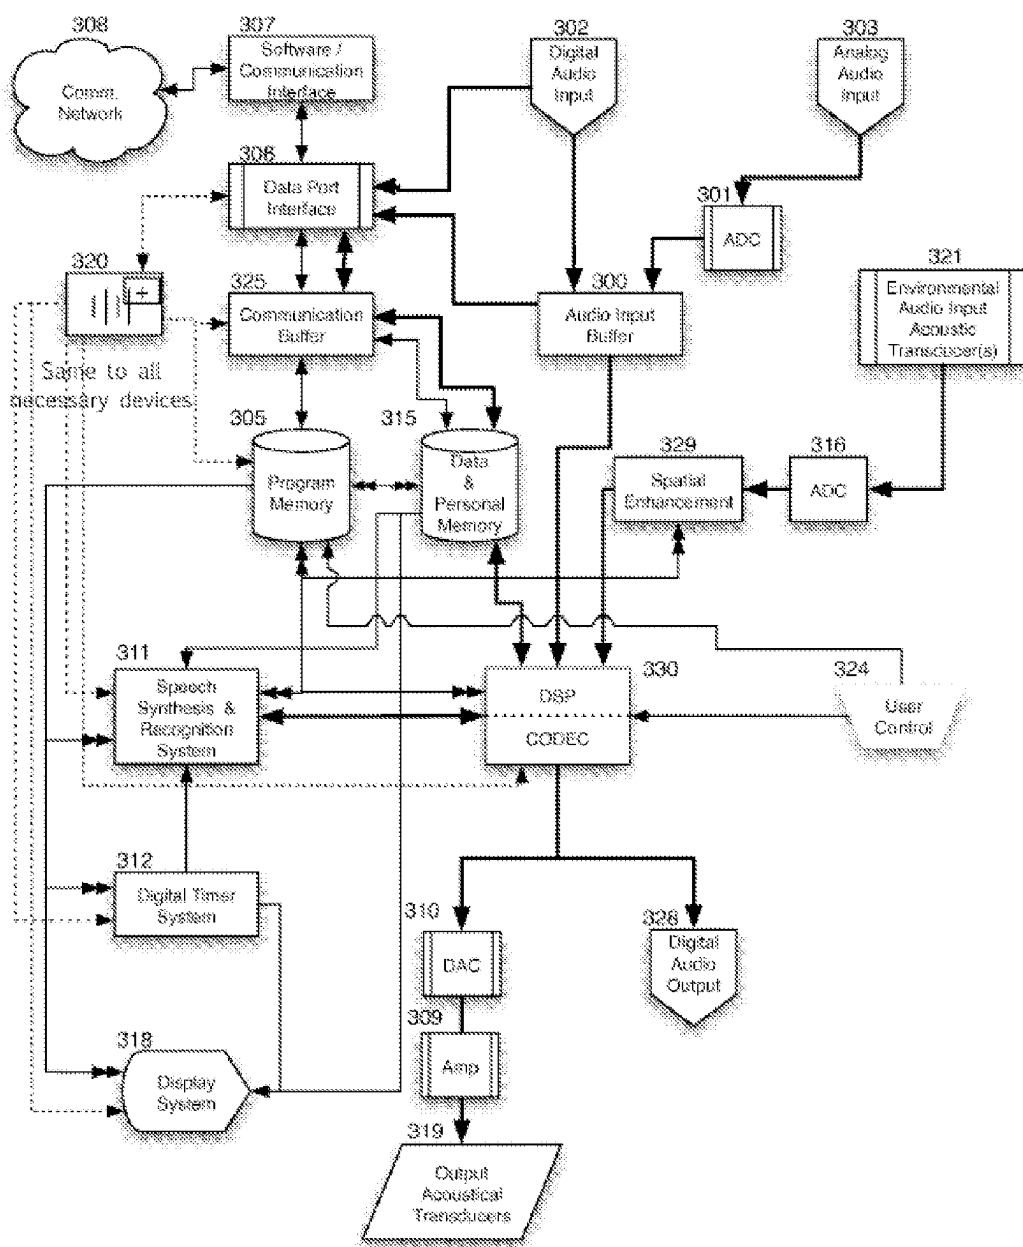 308
307
302
303
Software /
Communication
Interface
Digital
Audio
Input
Analog
Audio
Input
Comm.
Network
306
Data Port
Interface
301
ADC
320
+
325
Communication
Buffer
300
Audio Input
Buffer
321
Environmental
Audio Input
Acoustic
Transducer(s)
Same to all
necessary devices
305
Program
Memory
315
Data
&
Personal
Memory
329
Spatial
Enhancement
316
ADC
311
Speech
Synthesis &
Recognition
System
330
DSP
CODEC
324
User
Control
312
Digital Timer
System
310
DAC
328
Digital
Audio
Output
309
Amp
318
Display
System
319
Output
Acoustical
Transducers